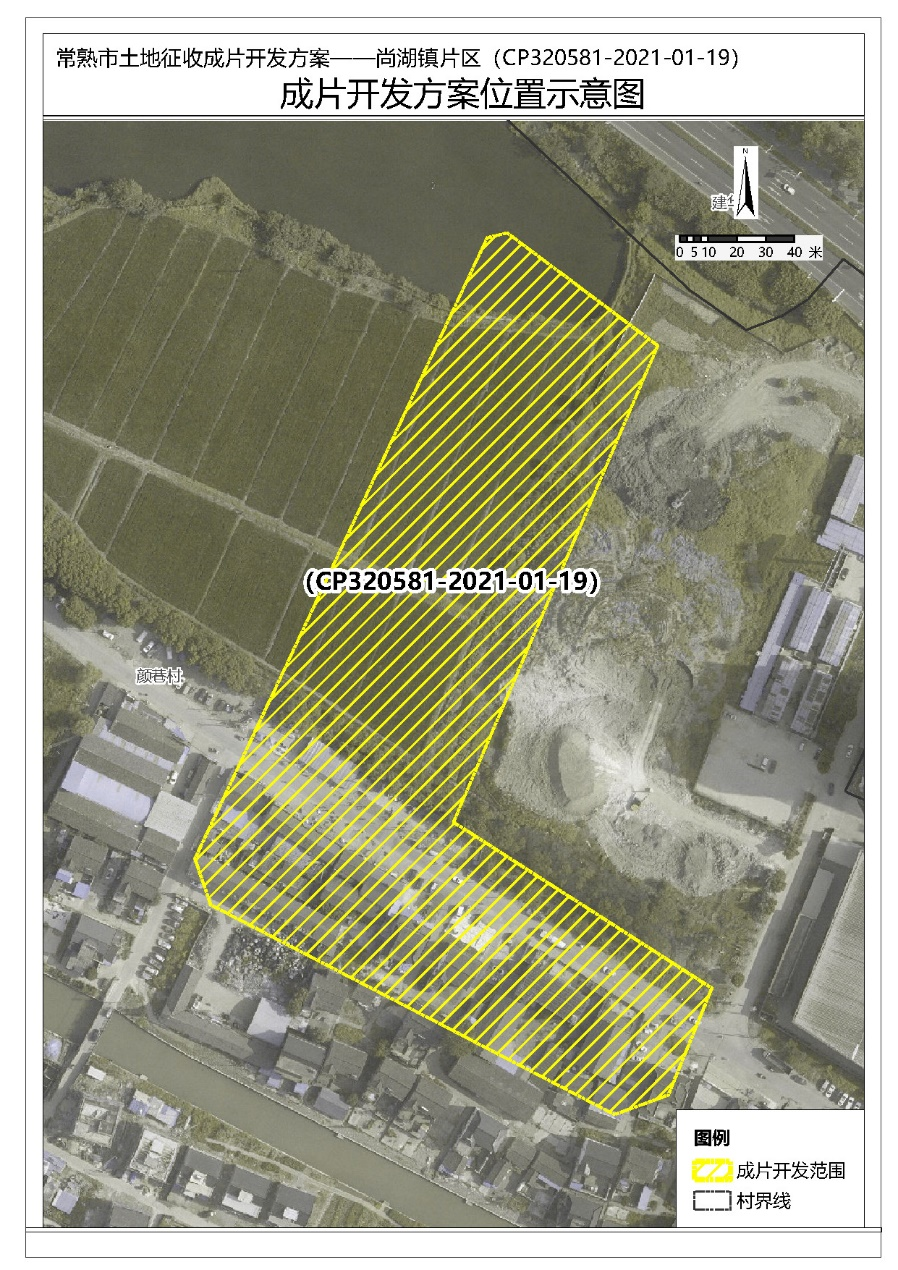 常熟市土地征收成片开发方案——尚湖镇片区（CP320581-2021-01-19）
成片开发方案位置示意图
N
建华
0 5 10 20 30 40 米
(CP320581-2021-01-19)
颜巷村
图例
成片开发范围
村界线